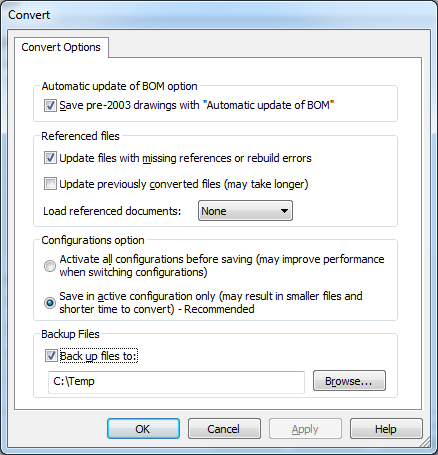 Convert
Convert Options
Automatic update of BOM option
Save pre-2003 drawings with "Automatic update of BOM"
Referenced files
Update files with missing references or rebuild errors
Update previously converted files (may take longer)
Load referenced documents: None
Configurations option
Activate all configurations before saving (may improve performance
when switching configurations)
Save in active configuration only (may result in smaller files and
shorter time to convert) - Recommended
Backup Files
Back up files to:
C:\Temp Browse...
OK Cancel Apply Help